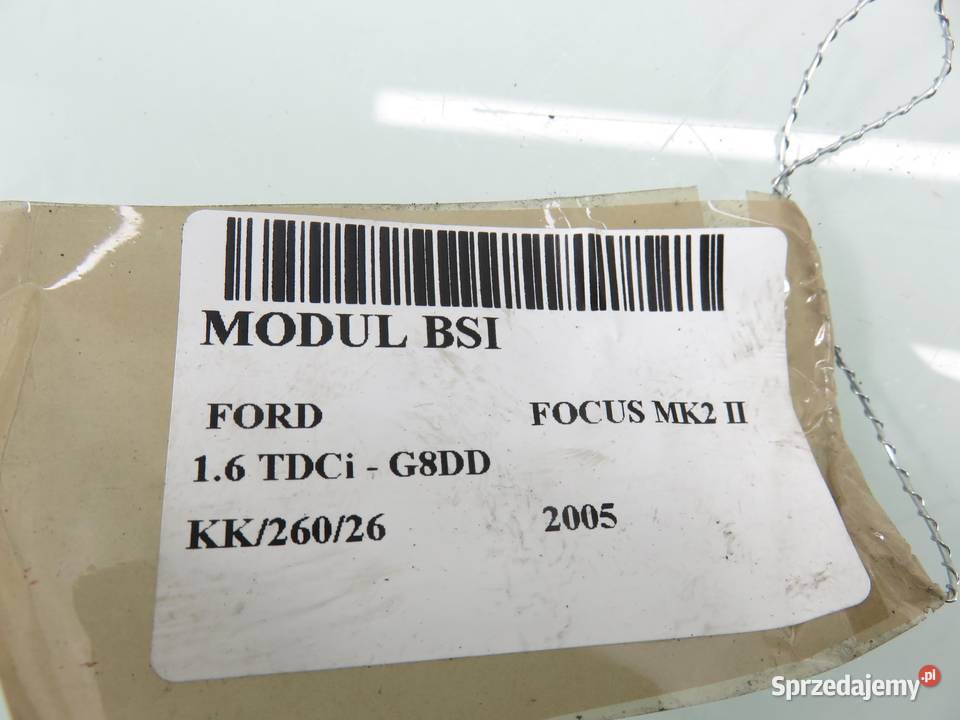 MODUL BSI
FORD FOCUS MK2 II
1.6 TDCi - G8DD
KK/260/26 2005
Sprzedajemy.pl